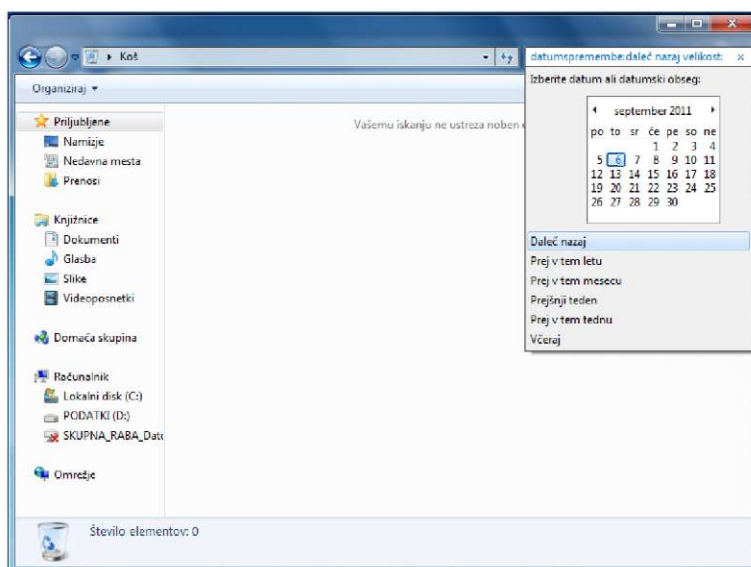 Koš
datumspremembe:daleč nazaj velikost:
Organiziraj
Izberite datum ali datumski obseg:
september 2011
po to sr če pe so ne
1 2 3 4
5 6 7 8 9 10 11
12 13 14 15 16 17 18
19 20 21 22 23 24 25
26 27 28 29 30
Daleč nazaj
Prej v tem letu
Prej v tem mesecu
Prejšnji teden
Prej v tem tednu
Včeraj
Vašemu iskanju ne ustreza noben
Priljubljene
Namizje
Nedavna mesta
Prenosi
Knjižnice
Dokumenti
Glasba
Slike
Videoposnetki
Domača skupina
Računalnik
Lokalni disk (C:)
PODATKI (D:)
SKUPNA_RABA_Dato
Omrežje
Število elementov: 0